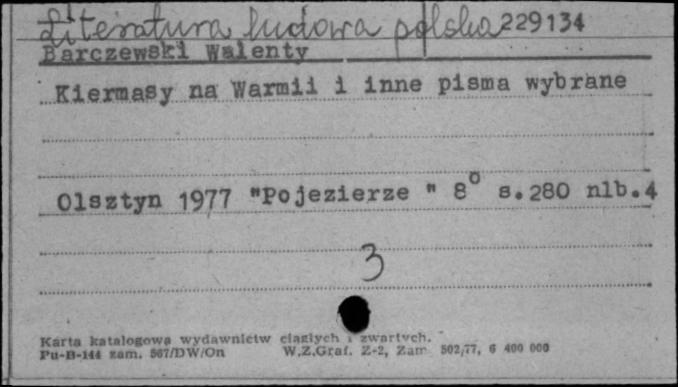 Literatura ludowa polska 229134
Barczewski Walenty
Kiermasy na Warmii i inne pisma wybrane
Olsztyn 1977 "Pojezierze " 8° s.280 nlb.4
3
Karta katalogowa wydawnictw ciągłych i zwartych.
Pu-B-144 zam. 567/DW/On W.Z.Graf. Z-2, Zam 502/77, 6 400 000